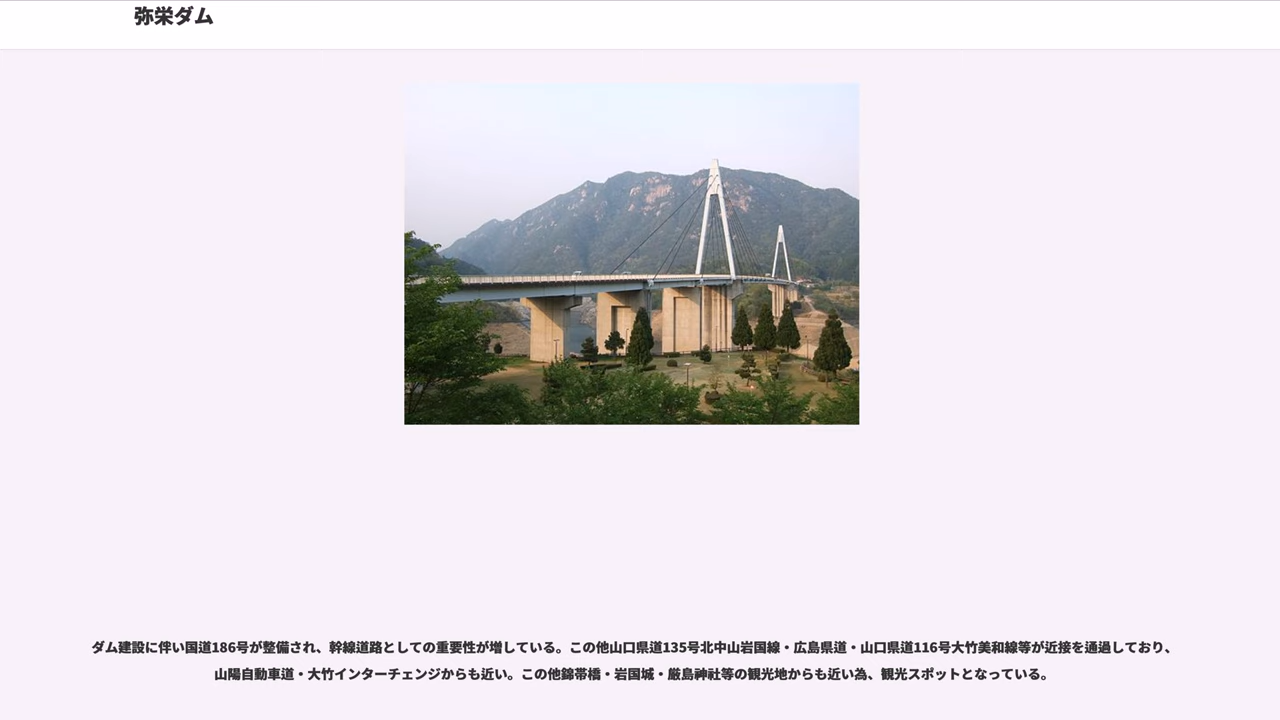 弥栄ダム
ダム建設に伴い国道186号が整備され、幹線道路としての重要性が増している。この他山口県道135号北中山岩国線・広島県道・山口県道116号大竹美和線等が近接を通過しており、
山陽自動車道・大竹インターチェンジからも近い。この他錦帯橋・岩国城・厳島神社等の観光地からも近い為、観光スポットとなっている。